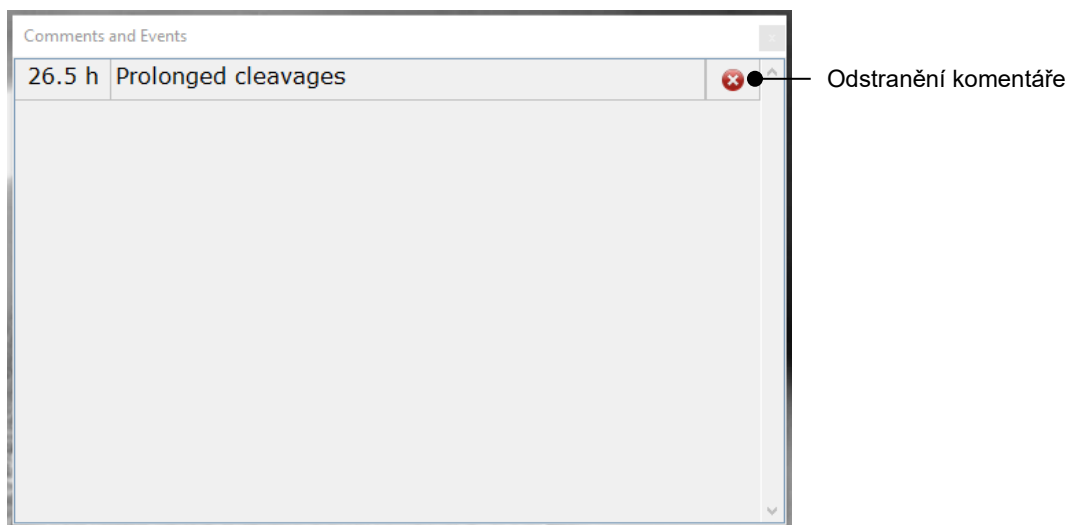 Comments and Events
26.5 h Prolonged cleavages
Odstranění komentáře